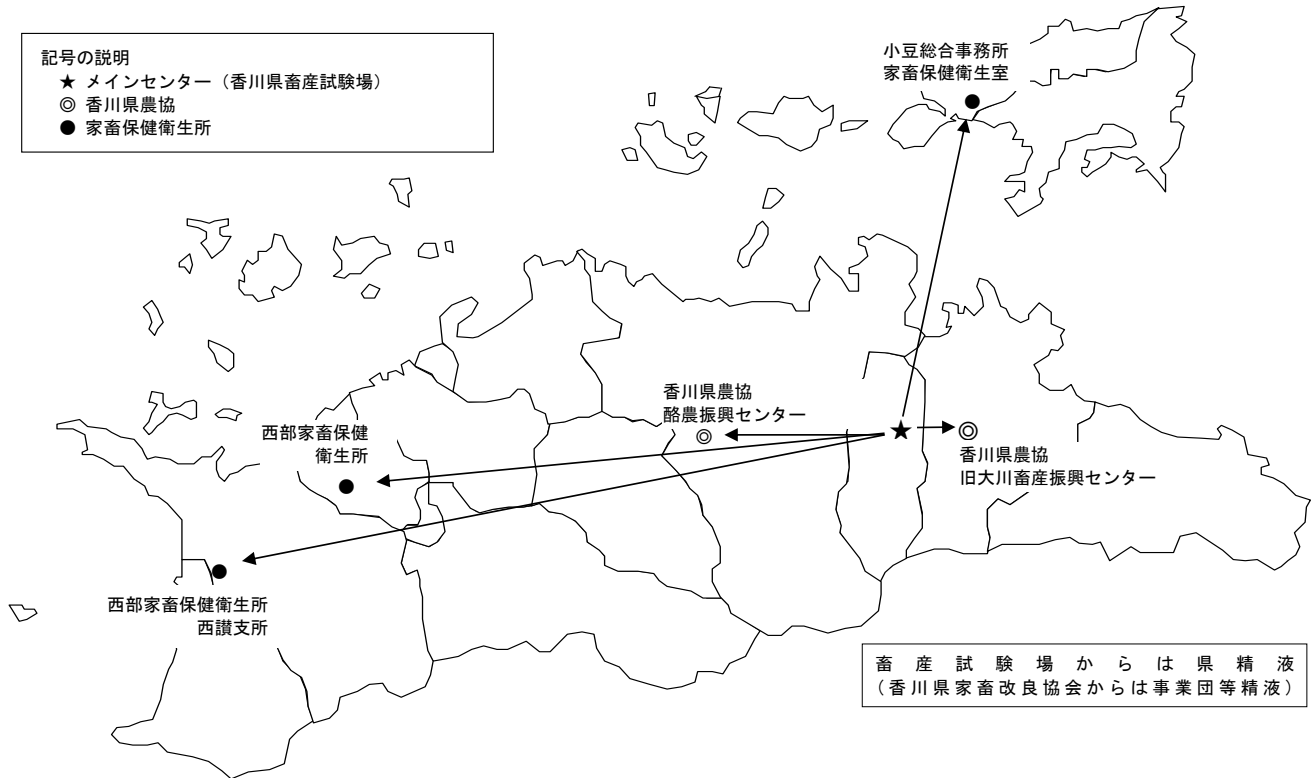 記号の説明
★ メインセンター（香川県畜産試験場）
◎ 香川県農協
● 家畜保健衛生所
小豆総合事務所
家畜保健衛生室
香川県農協
酪農振興センター
西部家畜保健
衛生所
香川県農協
旧大川畜産振興センター
西部家畜保健衛生所
西讃支所
畜産試験場からは県精液
（香川県家畜改良協会からは事業団等精液）